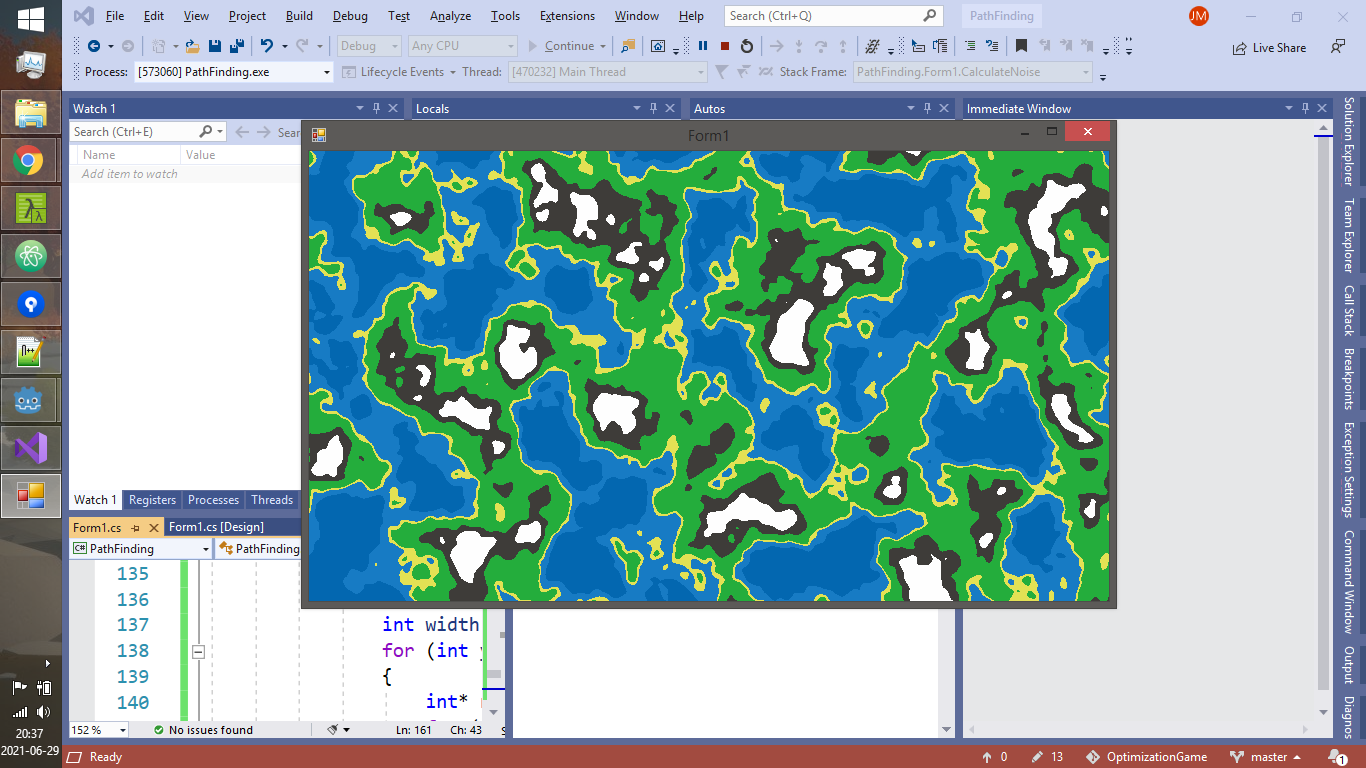 File Edit View Project Build Debug Test Analyze Tools Extensions Window Help Search (Ctrl+Q) PathFinding JM
Debug Any CPU Continue Live Share
Process: [573060] PathFinding.exe Lifecycle Events Thread: [470232] Main Thread Stack Frame: PathFinding.Form1.CalculateNoise
Watch 1 Locals Autos Immediate Window
Search (Ctrl+E)
Form1
Name Value
Add item to watch
Watch 1 Registers Processes Threads
Form1.cs Form1.cs [Design]
C# PathFinding PathFinding
135
136
137 int width
138 for (int
139 {
140 int*
152 % No issues found Ln: 161 Ch: 43
Ready 0 13 OptimizationGame master 1
Solution Explorer
Team Explorer
Call Stack
Breakpoints
Exception Settings
Command Window
Output
Diagnos
N++
20:37
2021-06-29